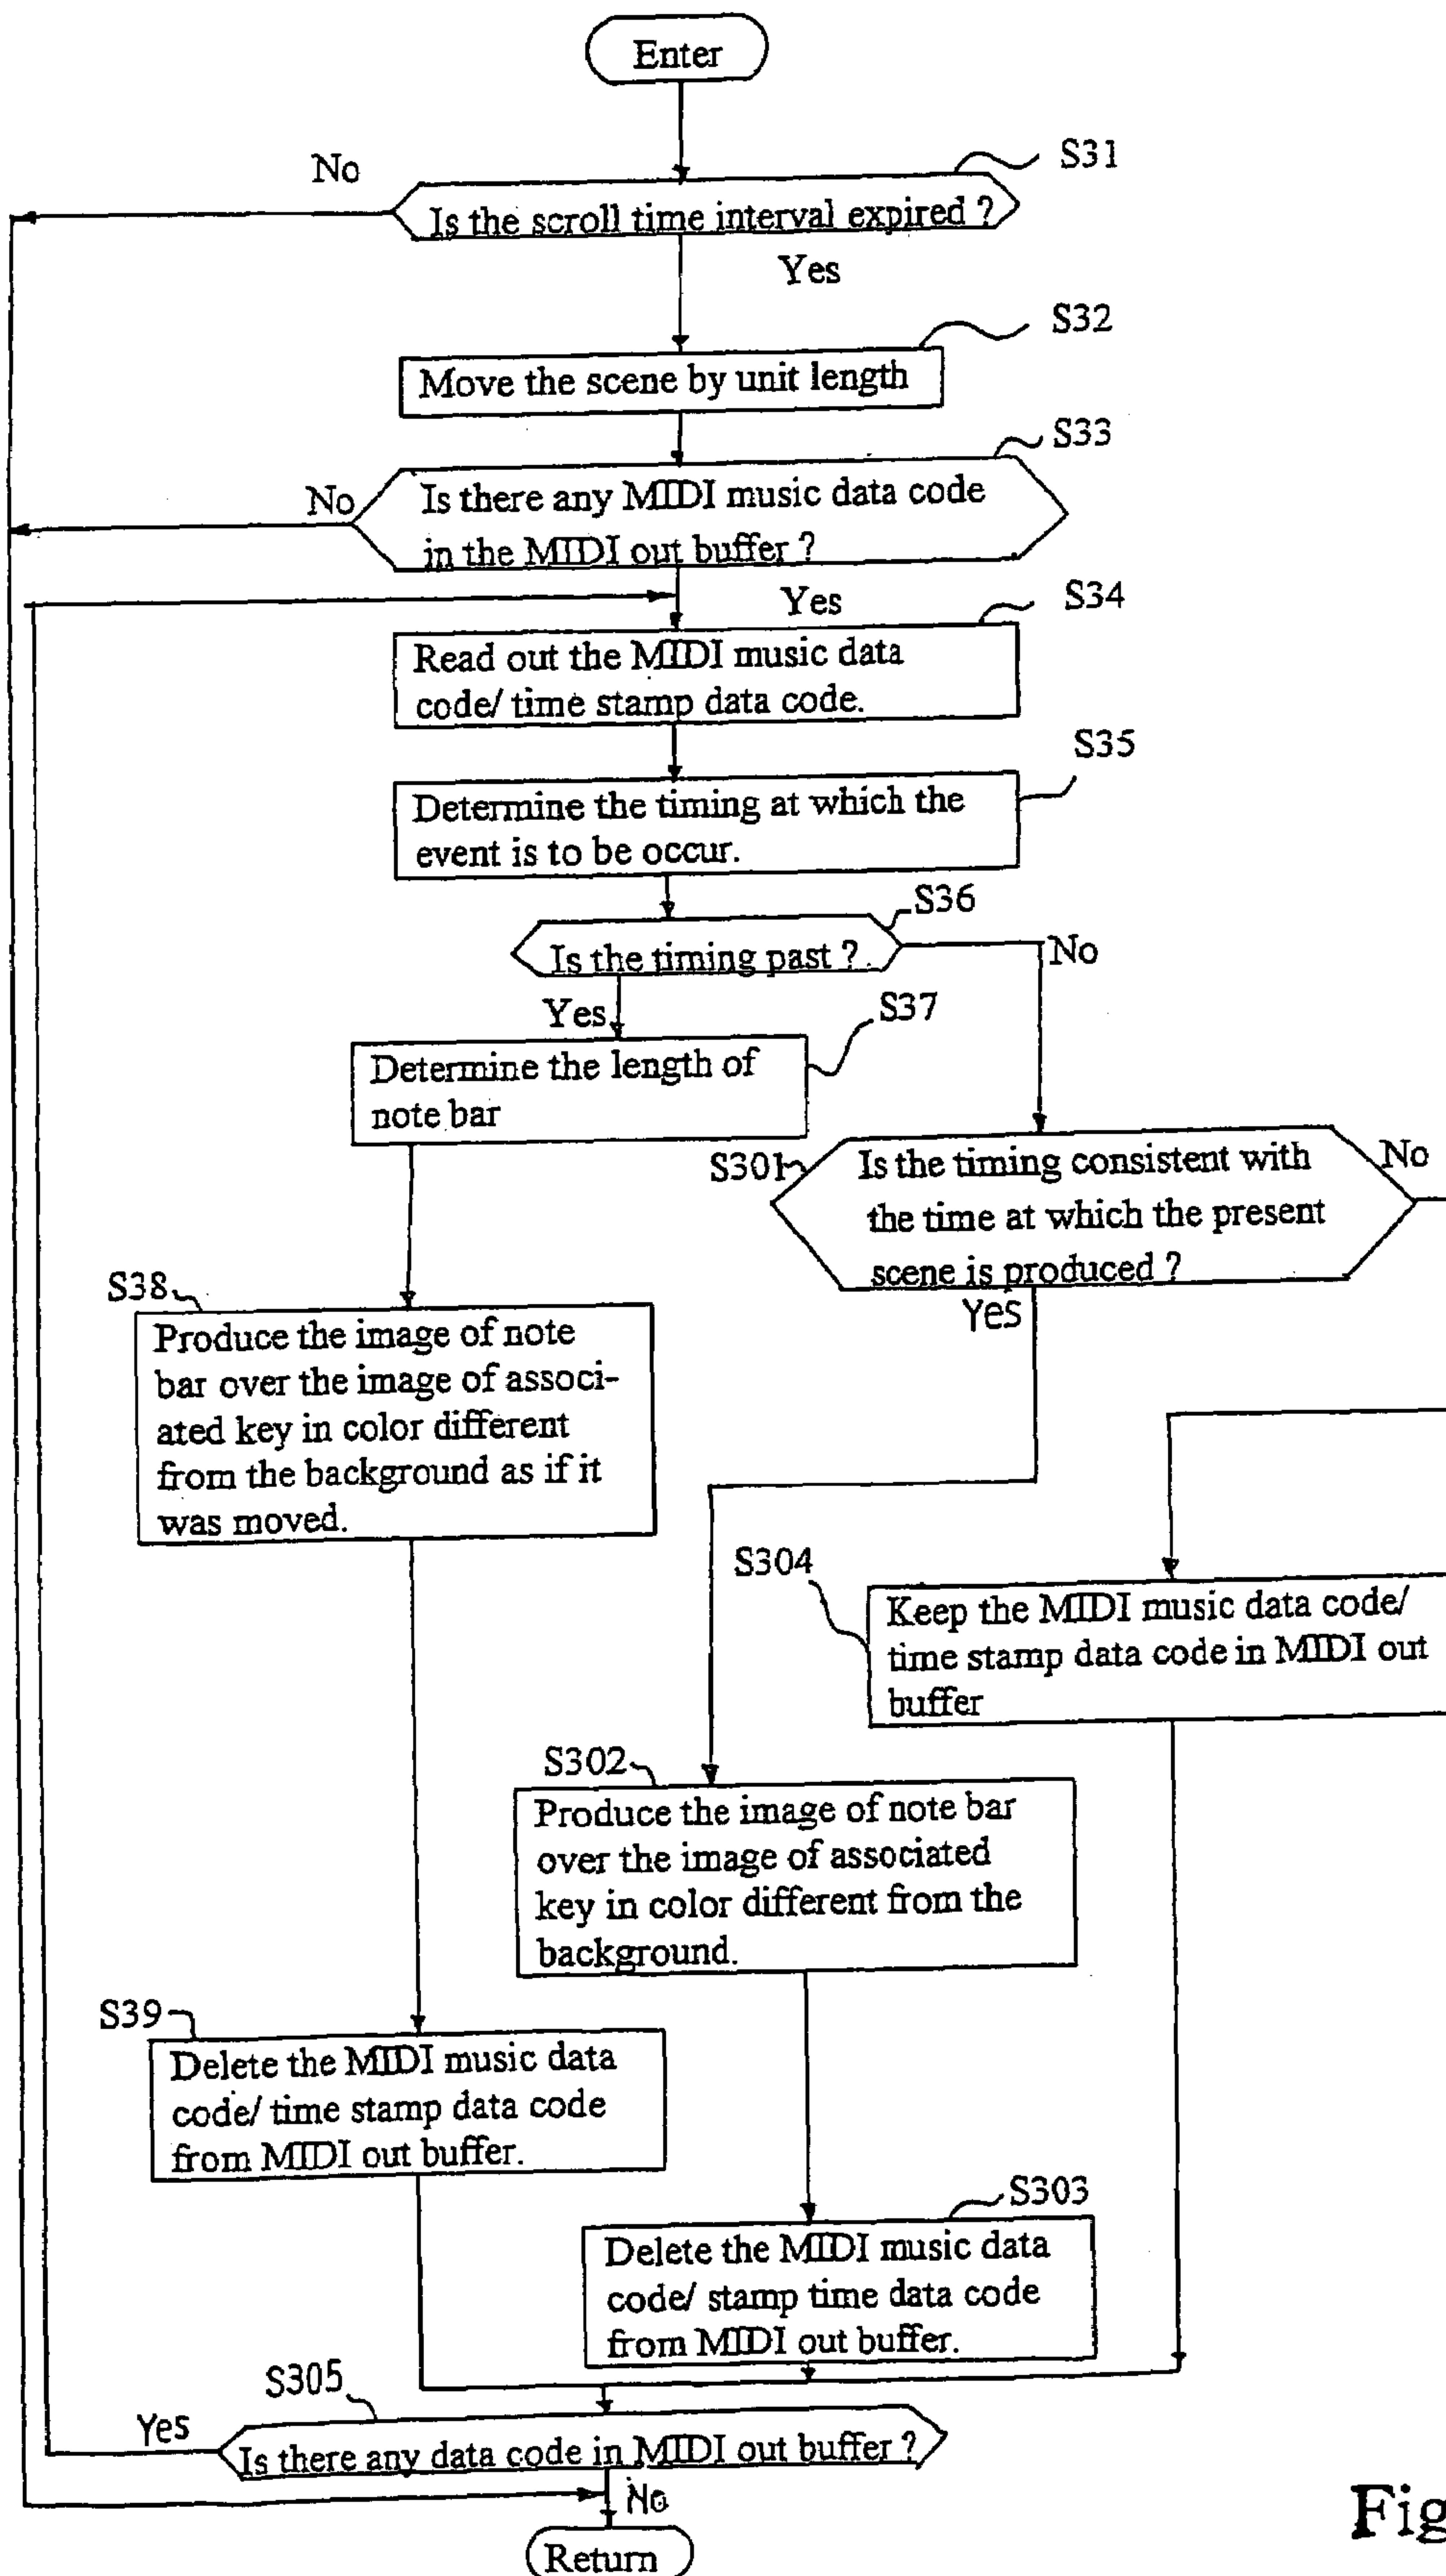 Enter
No
S31
Is the scroll time interval expired ?
Yes
S32
Move the scene by unit length
S33
No
Is there any MIDI music data code
in the MIDI out buffer ?
Yes
S34
Read out the MIDI music data
code/ time stamp data code.
S35
Determine the timing at which the
event is to be occur.
S36
Is the timing past ?
No
Yes
S37
Determine the length of
note bar
S301
Is the timing consistent with
the time at which the present
scene is produced ?
No
Yes
S38
Produce the image of note
bar over the image of associ-
ated key in color different
from the background as if it
was moved.
S304
Keep the MIDI music data code/
time stamp data code in MIDI out
buffer
S302
Produce the image of note bar
over the image of associated
key in color different from the
background.
S39
Delete the MIDI music data
code/ time stamp data code
from MIDI out buffer.
S303
Delete the MIDI music data
code/ stamp time data code
from MIDI out buffer.
S305
Yes
Is there any data code in MIDI out buffer ?
No
Return
Fig